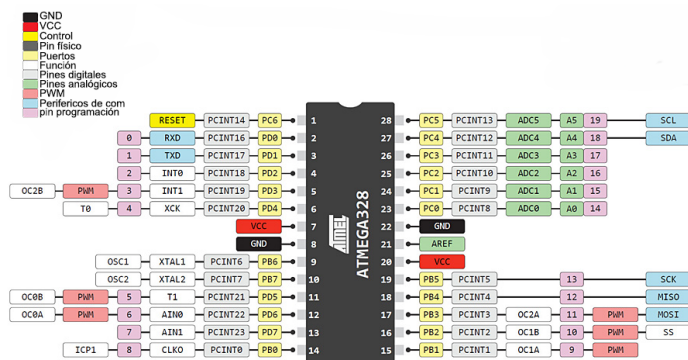 GND
VCC
Control
Pin físico
Puertos
Función
Pines digitales
Pines analógicos
PWM
Perifericos de com
pin programación
RESET PCINT14 PC6 1 28 PC5 PCINT13 ADC5 A5 19 SCL
0 RXD PCINT16 PD0 2 27 PC4 PCINT12 ADC4 A4 18 SDA
1 TXD PCINT17 PD1 3 26 PC3 PCINT11 ADC3 A3 17
2 INT0 PCINT18 PD2 4 25 PC2 PCINT10 ADC2 A2 16
OC2B PWM 3 INT1 PCINT19 PD3 5 24 PC1 PCINT9 ADC1 A1 15
T0 4 XCK PCINT20 PD4 6 23 PC0 PCINT8 ADC0 A0 14
VCC 7 22 GND
GND 8 21 AREF
OSC1 XTAL1 PCINT6 PB6 9 20 VCC
OSC2 XTAL2 PCINT7 PB7 10 19 PB5 PCINT5 13 SCK
OC0B PWM 5 T1 PCINT21 PD5 11 18 PB4 PCINT4 12 MISO
OC0A PWM 6 AIN0 PCINT22 PD6 12 17 PB3 PCINT3 OC2A 11 PWM MOSI
7 AIN1 PCINT23 PD7 13 16 PB2 PCINT2 OC1B 10 PWM SS
ICP1 8 CLKO PCINT0 PB0 14 15 PB1 PCINT1 OC1A 9 PWM
ATMEL
ATMEGA328